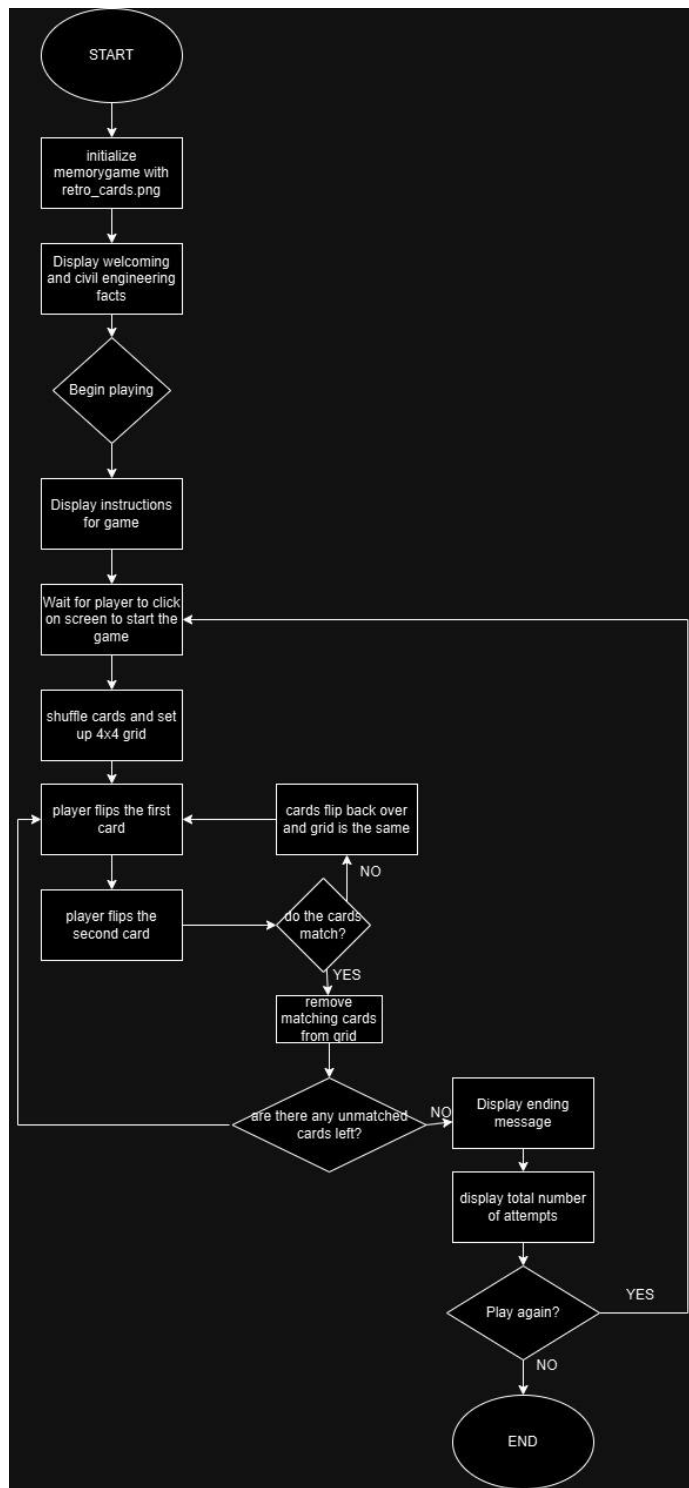 START
initialize
memorygame with
retro_cards.png
Display welcoming
and civil engineering
facts
Begin playing
Display instructions
for game
Wait for player to click
on screen to start the
game
shuffle cards and set
up 4x4 grid
player flips the first
card
cards flip back over
and grid is the same
NO
player flips the
second card
do the cards
match?
YES
remove
matching cards
from grid
are there any unmatched
cards left?
NO
Display ending
message
display total number
of attempts
Play again?
YES
NO
END